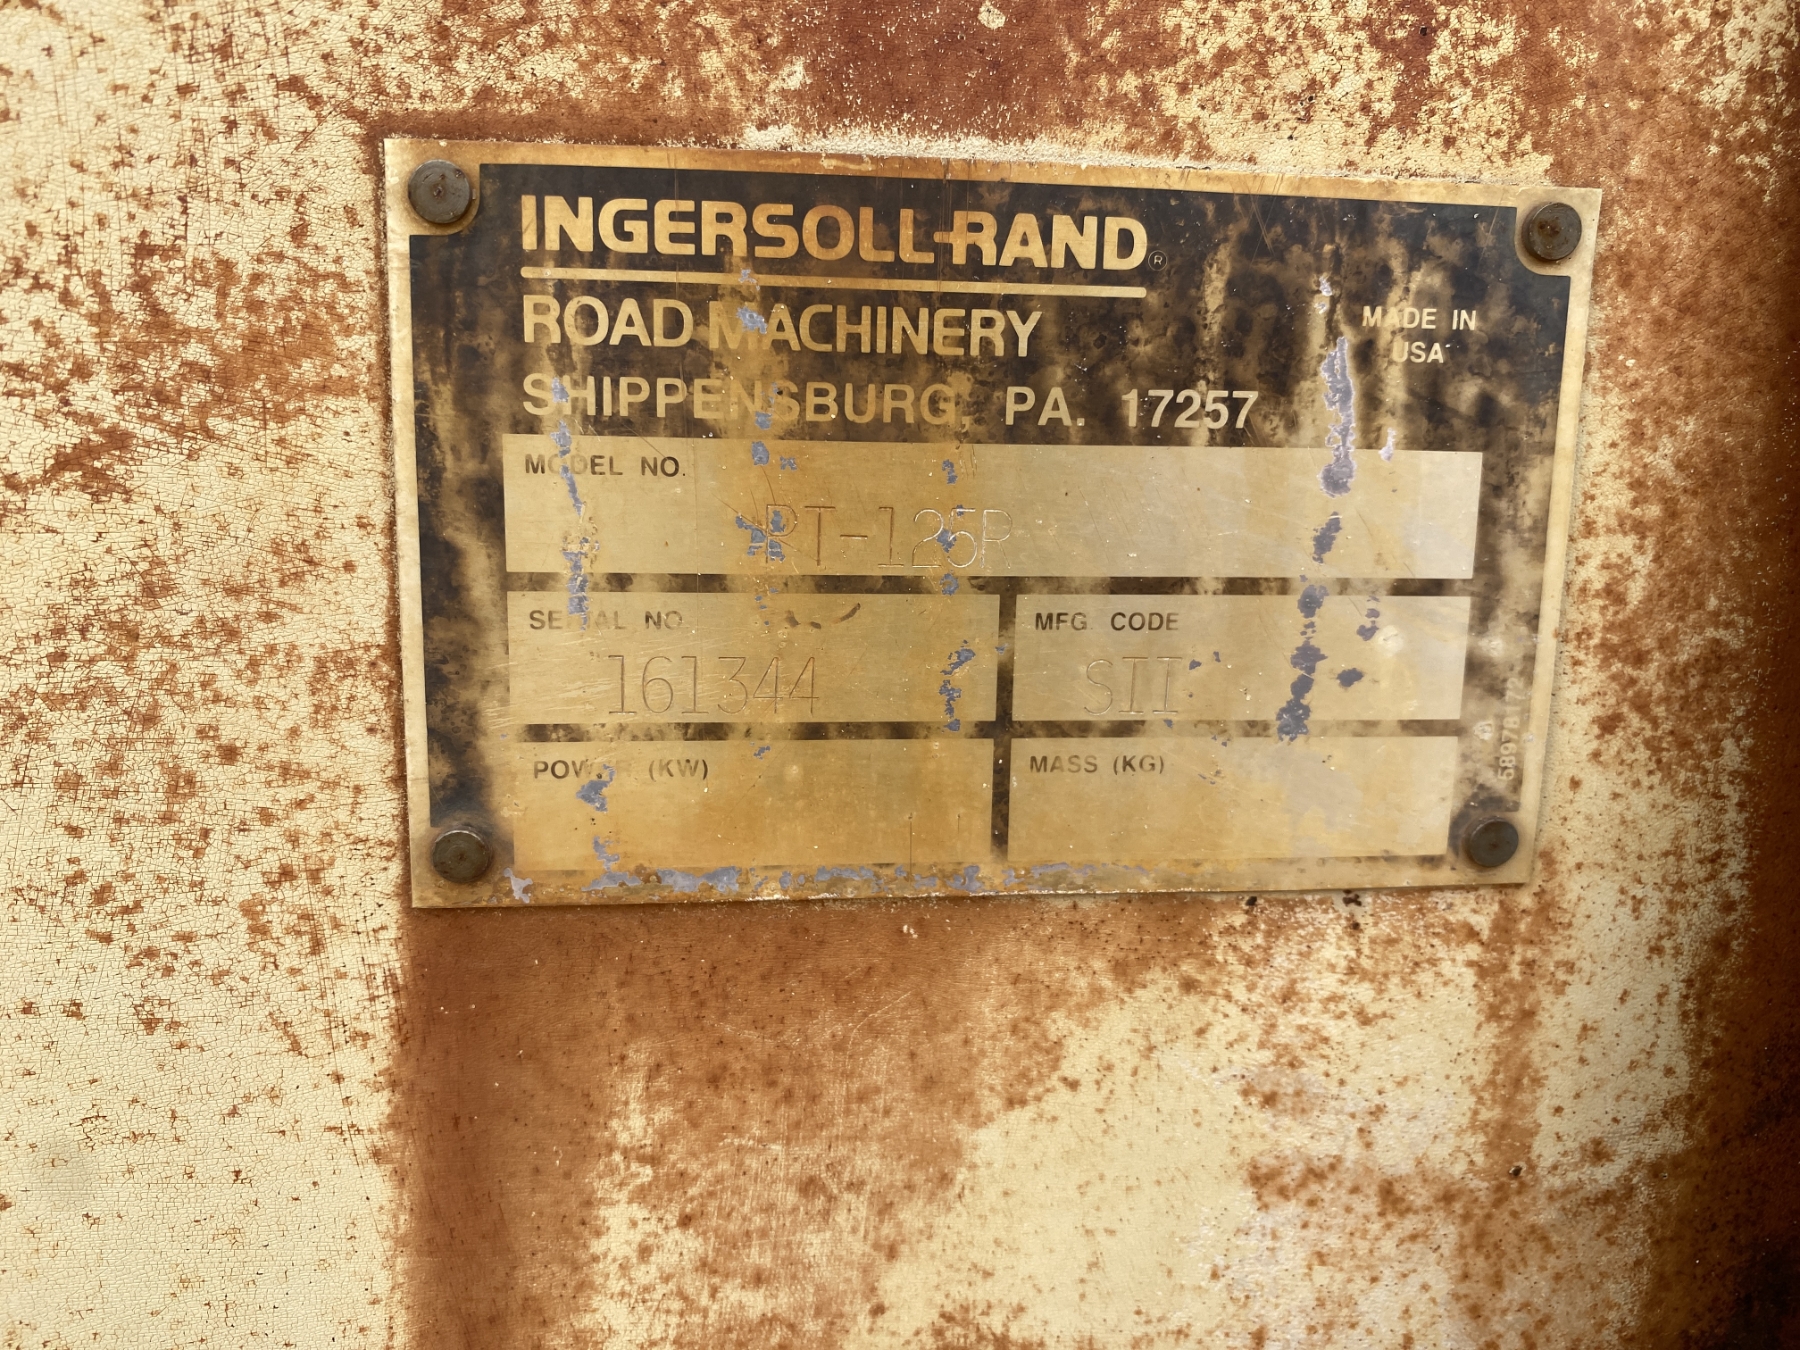 INGERSOLL-RAND®
ROAD MACHINERY
MADE IN
USA
SHIPPENSBURG, PA. 17257
MODEL NO.
PT-125R
SERIAL NO.
161344
MFG. CODE
SII
POWER (KW)
MASS (KG)